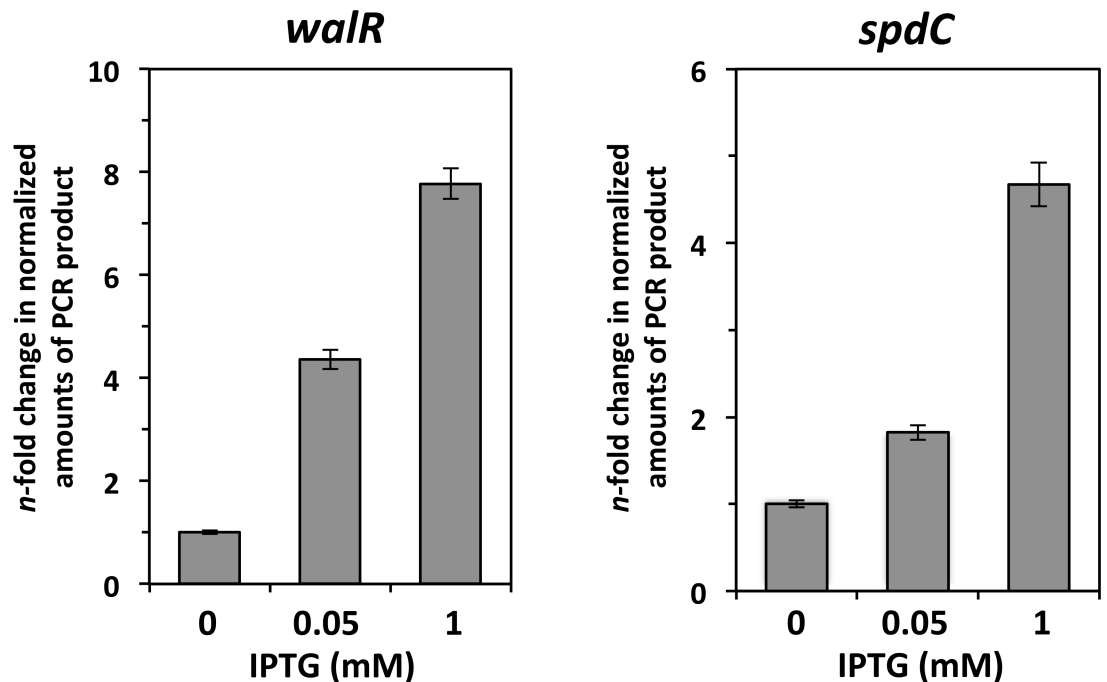 walR
n-fold change in normalized
amounts of PCR product
10
8
6
4
2
0
0 0.05 1
IPTG (mM)
spdC
n-fold change in normalized
amounts of PCR product
6
4
2
0
0 0.05 1
IPTG (mM)